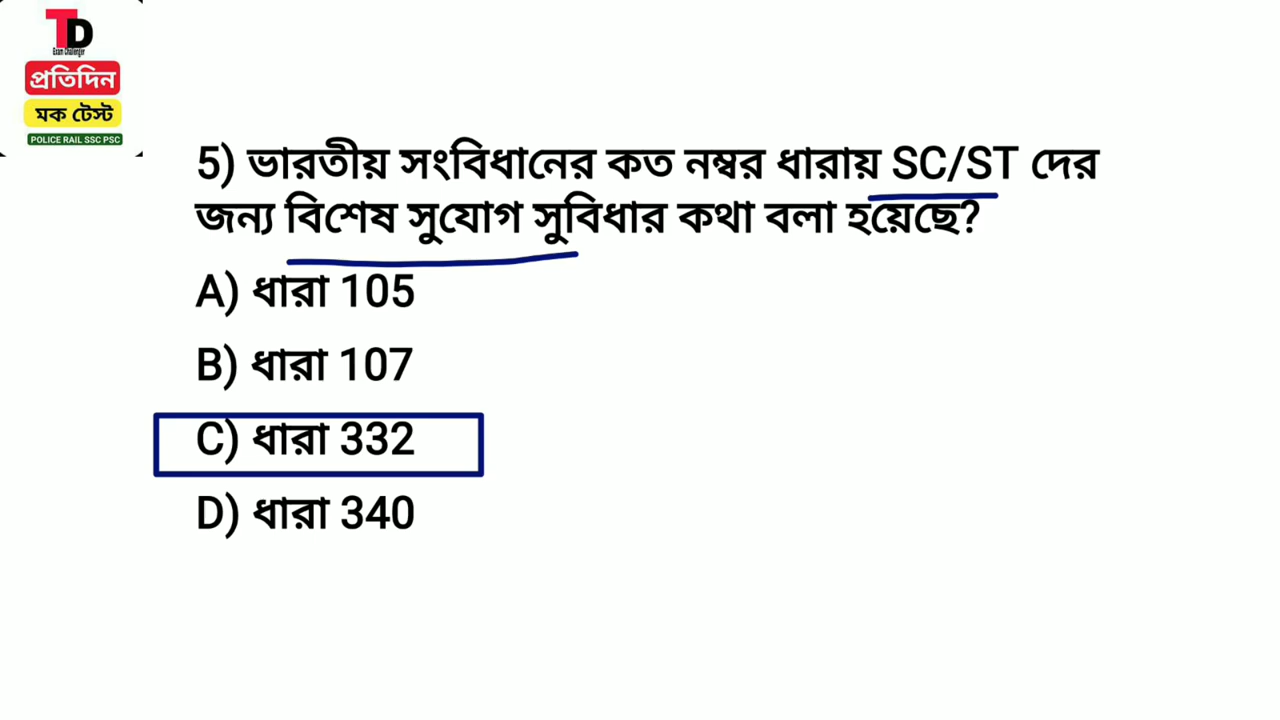 TD
Exam Challenger
প্রতিদিন
মক টেস্ট
POLICE RAIL SSC PSC
5) ভারতীয় সংবিধানের কত নম্বর ধারায় SC/ST দের
জন্য বিশেষ সুযোগ সুবিধার কথা বলা হয়েছে?
A) ধারা 105
B) ধারা 107
C) ধারা 332
D) ধারা 340